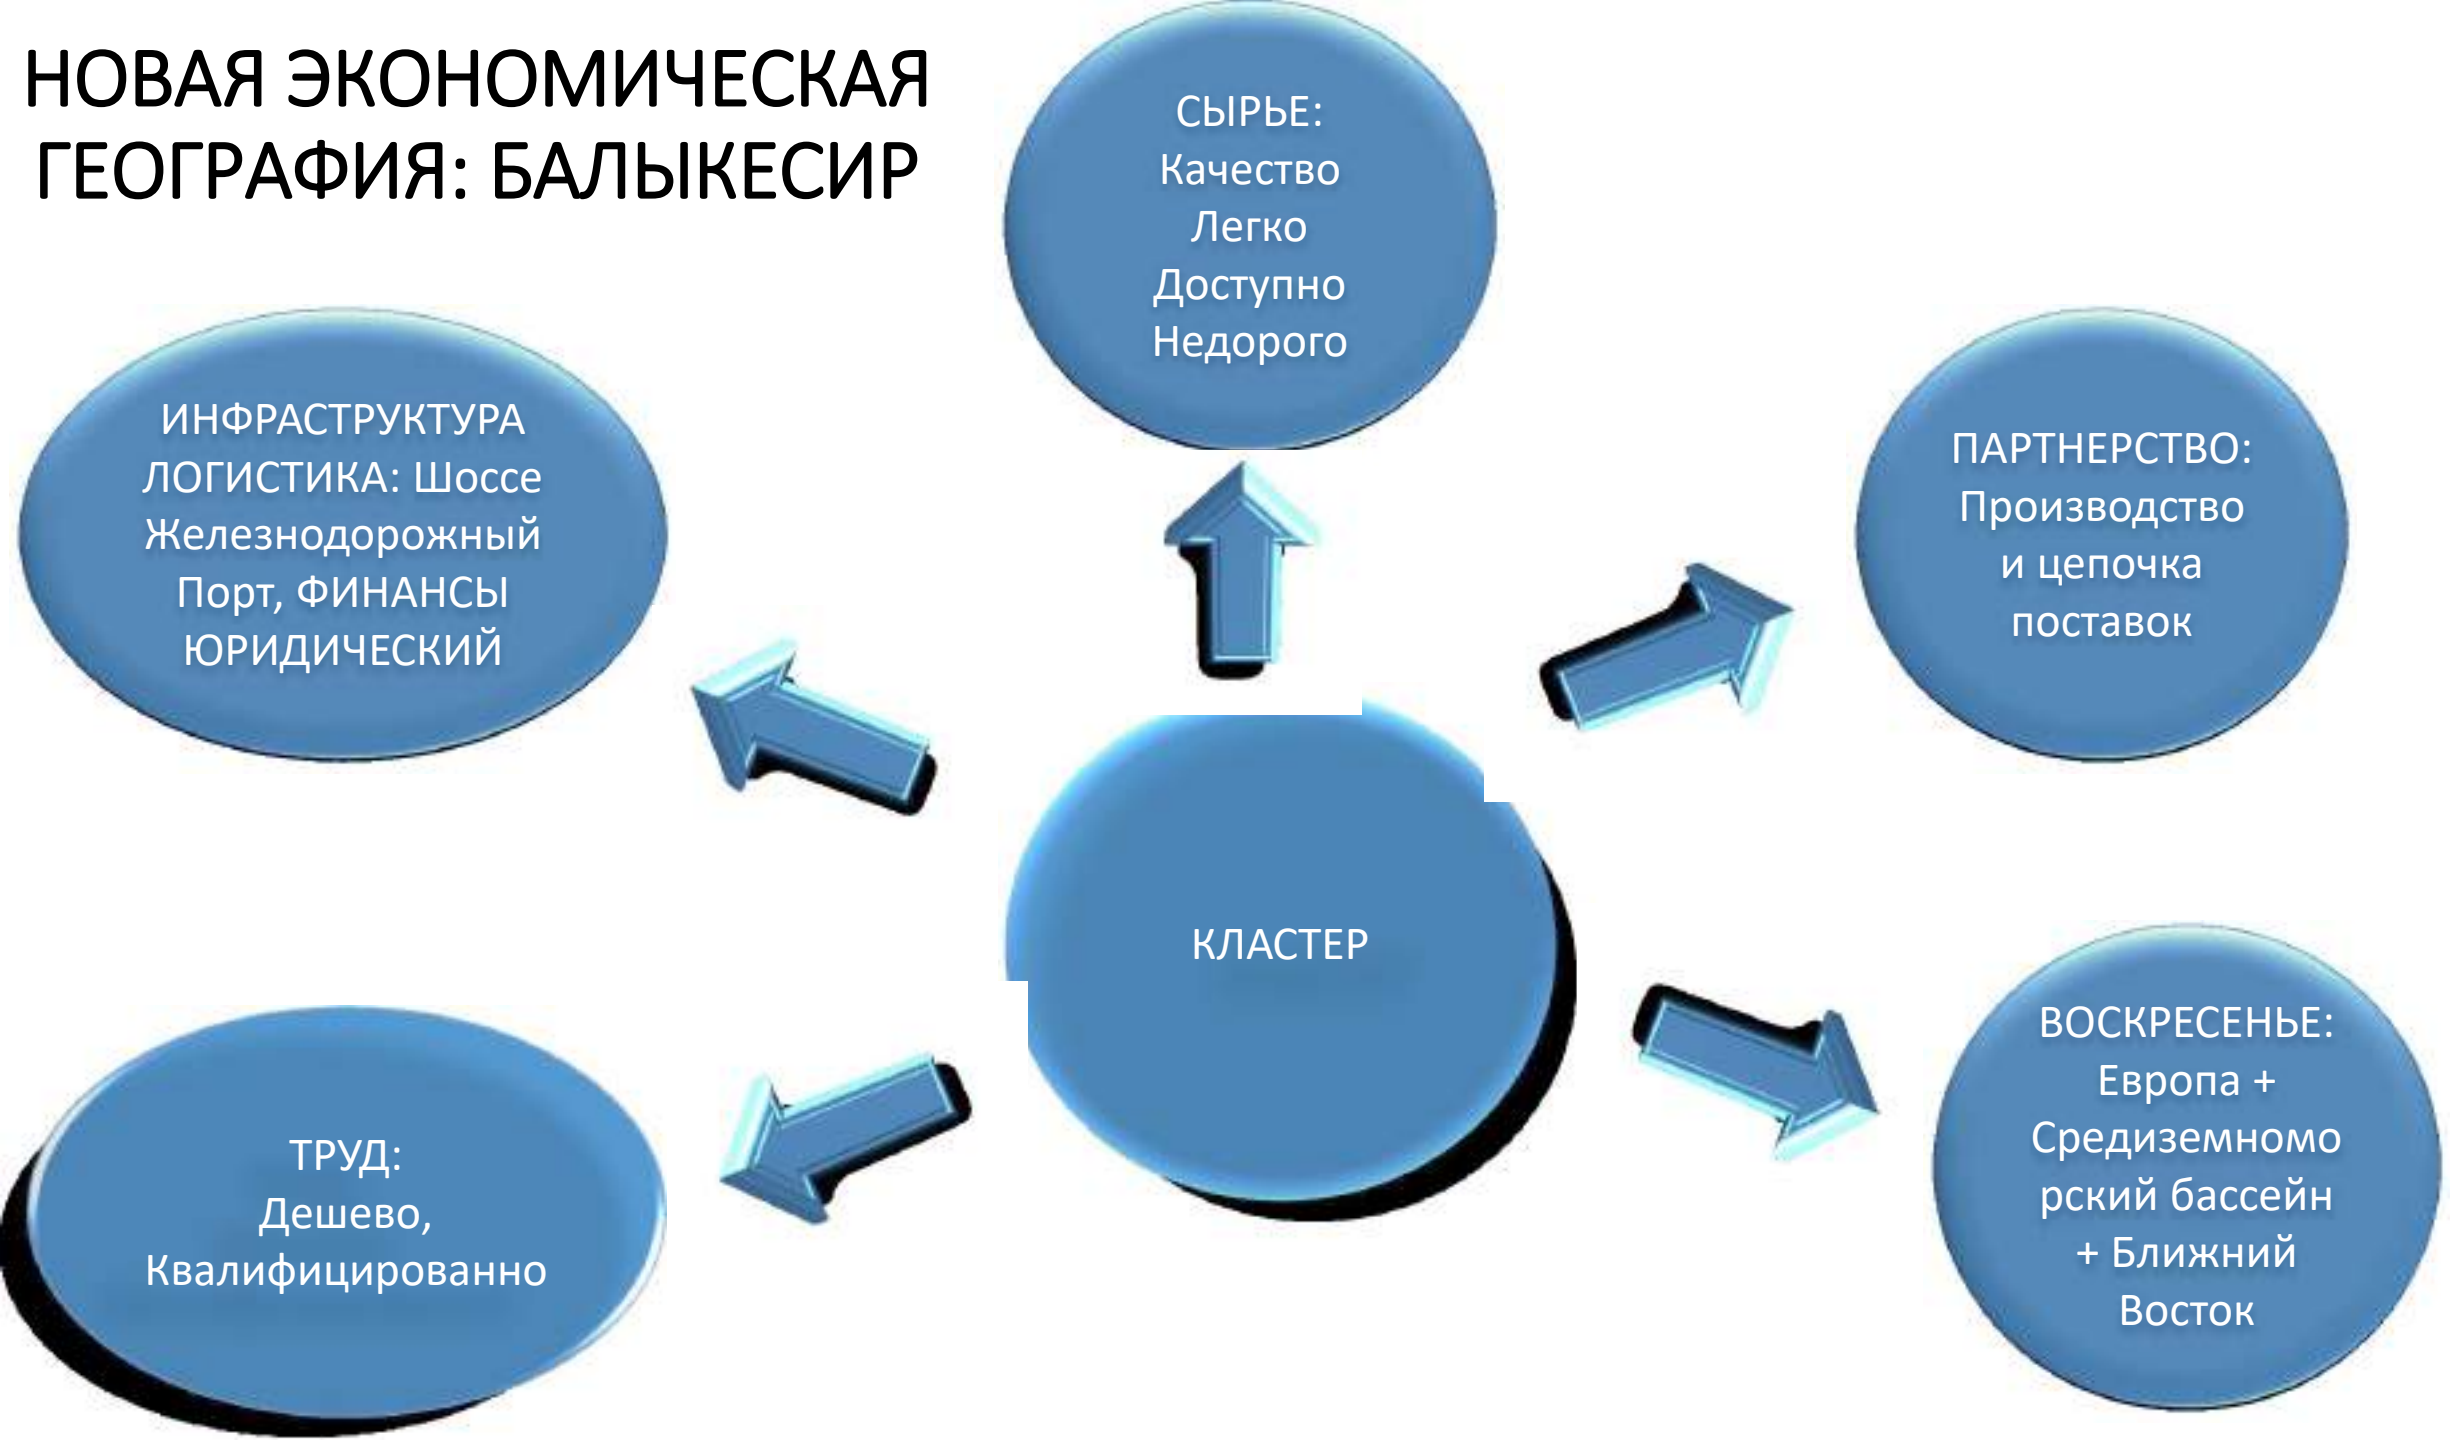 НОВАЯ ЭКОНОМИЧЕСКАЯ
ГЕОГРАФИЯ: БАЛЫКЕСИР
СЫРЬЕ:
Качество
Легко
Доступно
Недорого
ИНФРАСТРУКТУРА
ЛОГИСТИКА: Шоссе
Железнодорожный
Порт, ФИНАНСЫ
ЮРИДИЧЕСКИЙ
ПАРТНЕРСТВО:
Производство
и цепочка
поставок
КЛАСТЕР
ТРУД:
Дешево,
Квалифицированно
ВОСКРЕСЕНЬЕ:
Европа +
Средиземномо
рский бассейн
+ Ближний
Восток